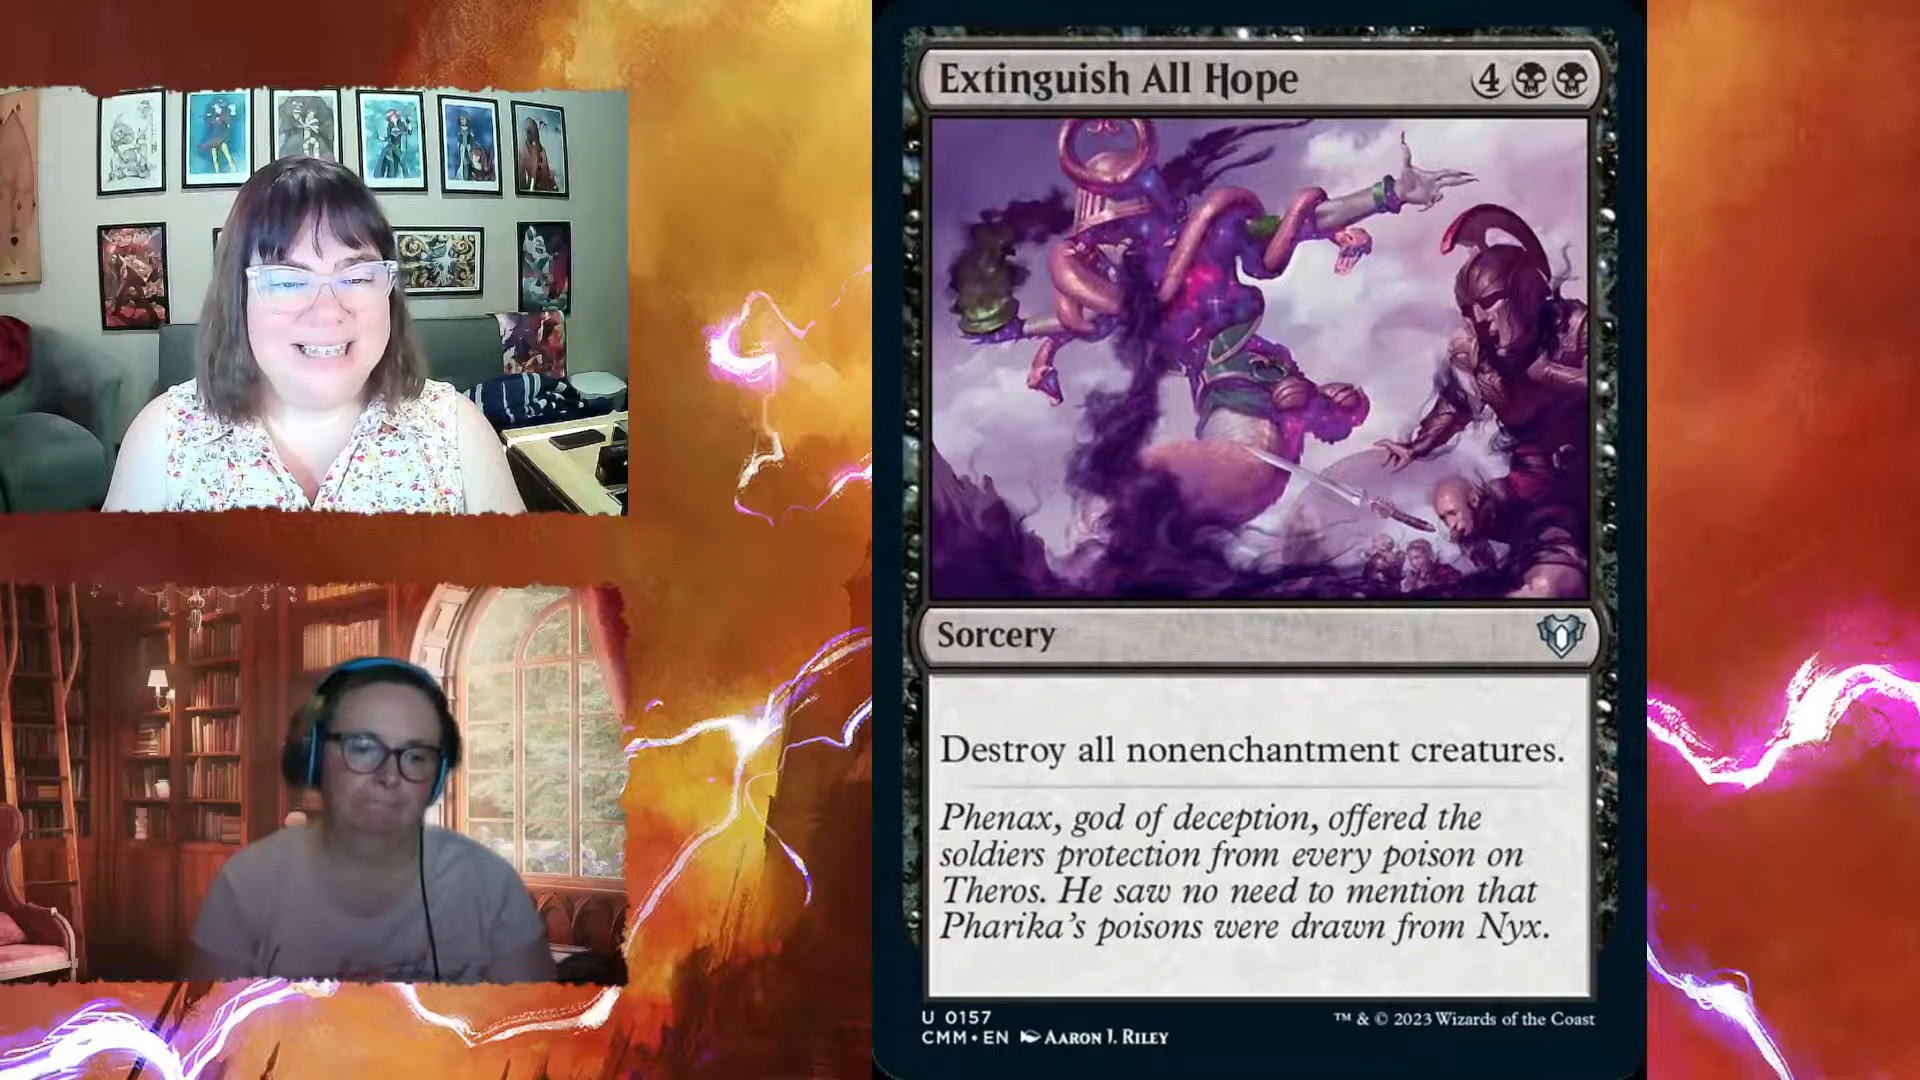 Extinguish All Hope 4
Sorcery
Destroy all nonenchantment creatures.
Phenax, god of deception, offered the
soldiers protection from every poison on
Theros. He saw no need to mention that
Pharika's poisons were drawn from Nyx.
U 0157
™ & © 2023 Wizards of the Coast
CMM • EN Aaron J. Riley